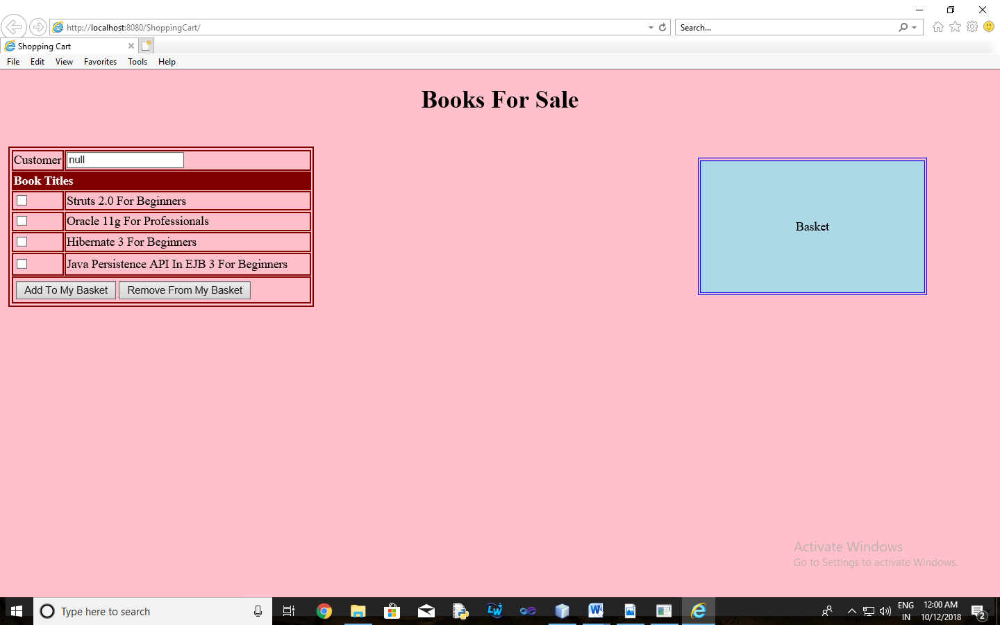 http://localhost:8080/ShoppingCart/
Search...
Shopping Cart
File Edit View Favorites Tools Help
Books For Sale
Customer null
Book Titles
Struts 2.0 For Beginners
Oracle 11g For Professionals
Hibernate 3 For Beginners
Java Persistence API In EJB 3 For Beginners
Add To My Basket Remove From My Basket
Basket
Activate Windows
Go to Settings to activate Windows.
Type here to search
ENG
IN
12:00 AM
10/12/2018
2